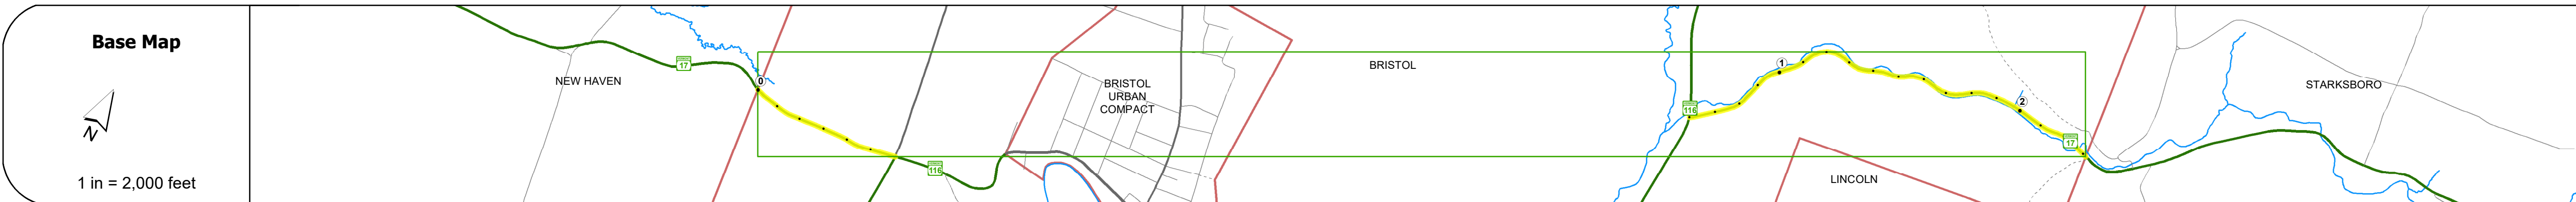 Base Map
N
1 in = 2,000 feet
17
NEW HAVEN
0
116
BRISTOL
URBAN
COMPACT
BRISTOL
116
1
LINCOLN
2
17
STARKSBORO